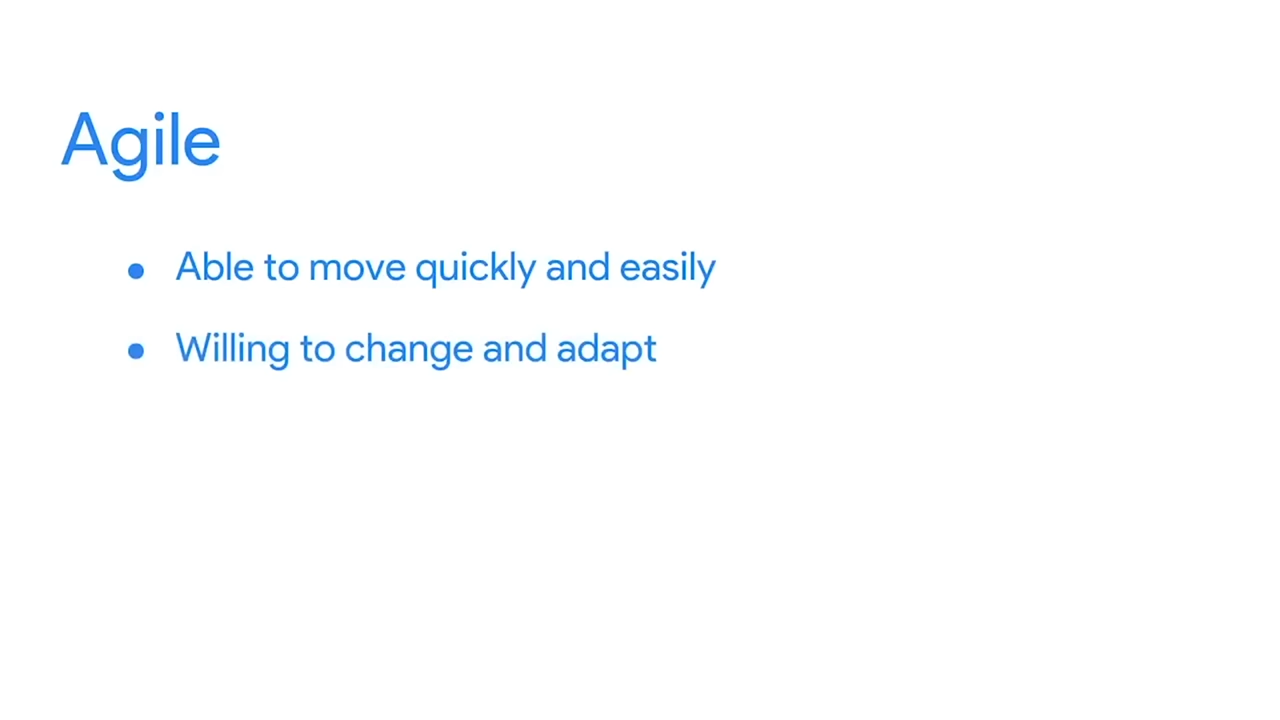 Agile
• Able to move quickly and easily
• Willing to change and adapt